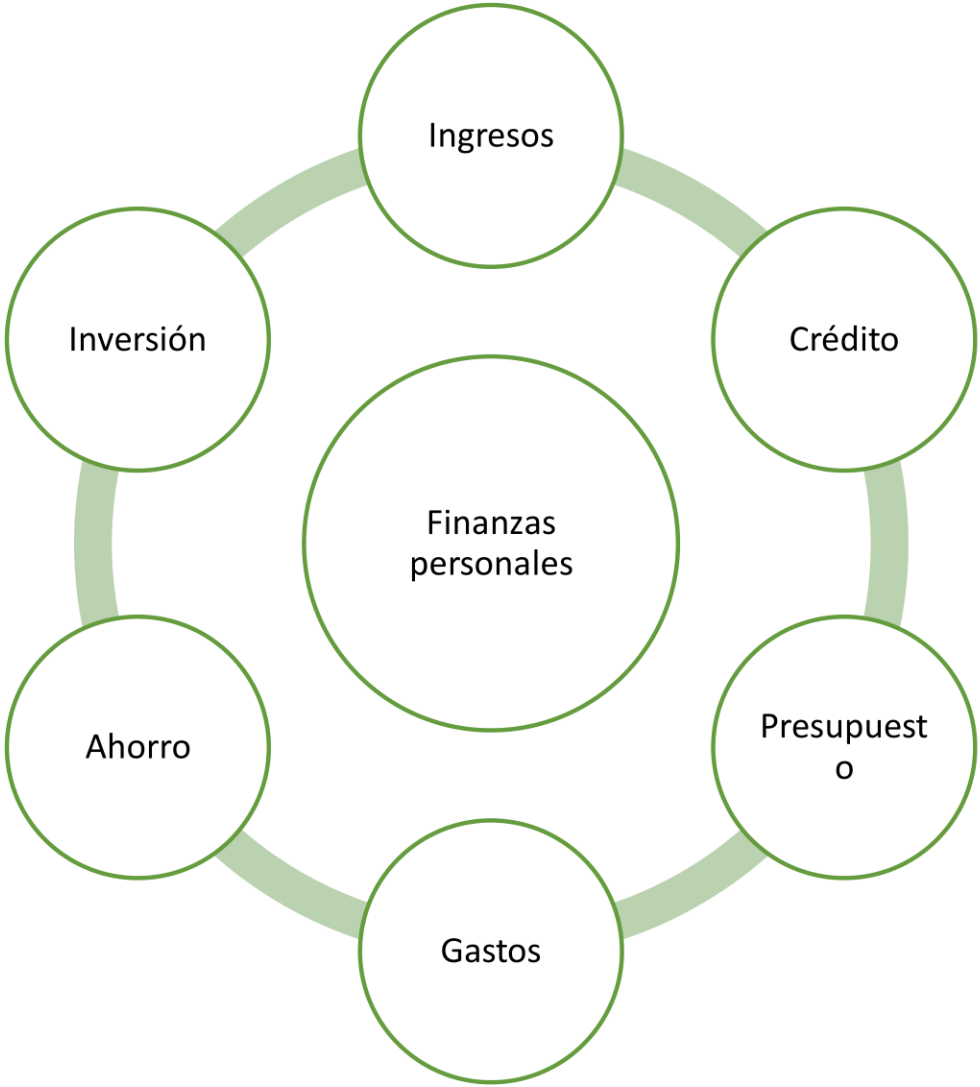 Ingresos
Crédito
Presupuest
o
Gastos
Ahorro
Inversión
Finanzas
personales